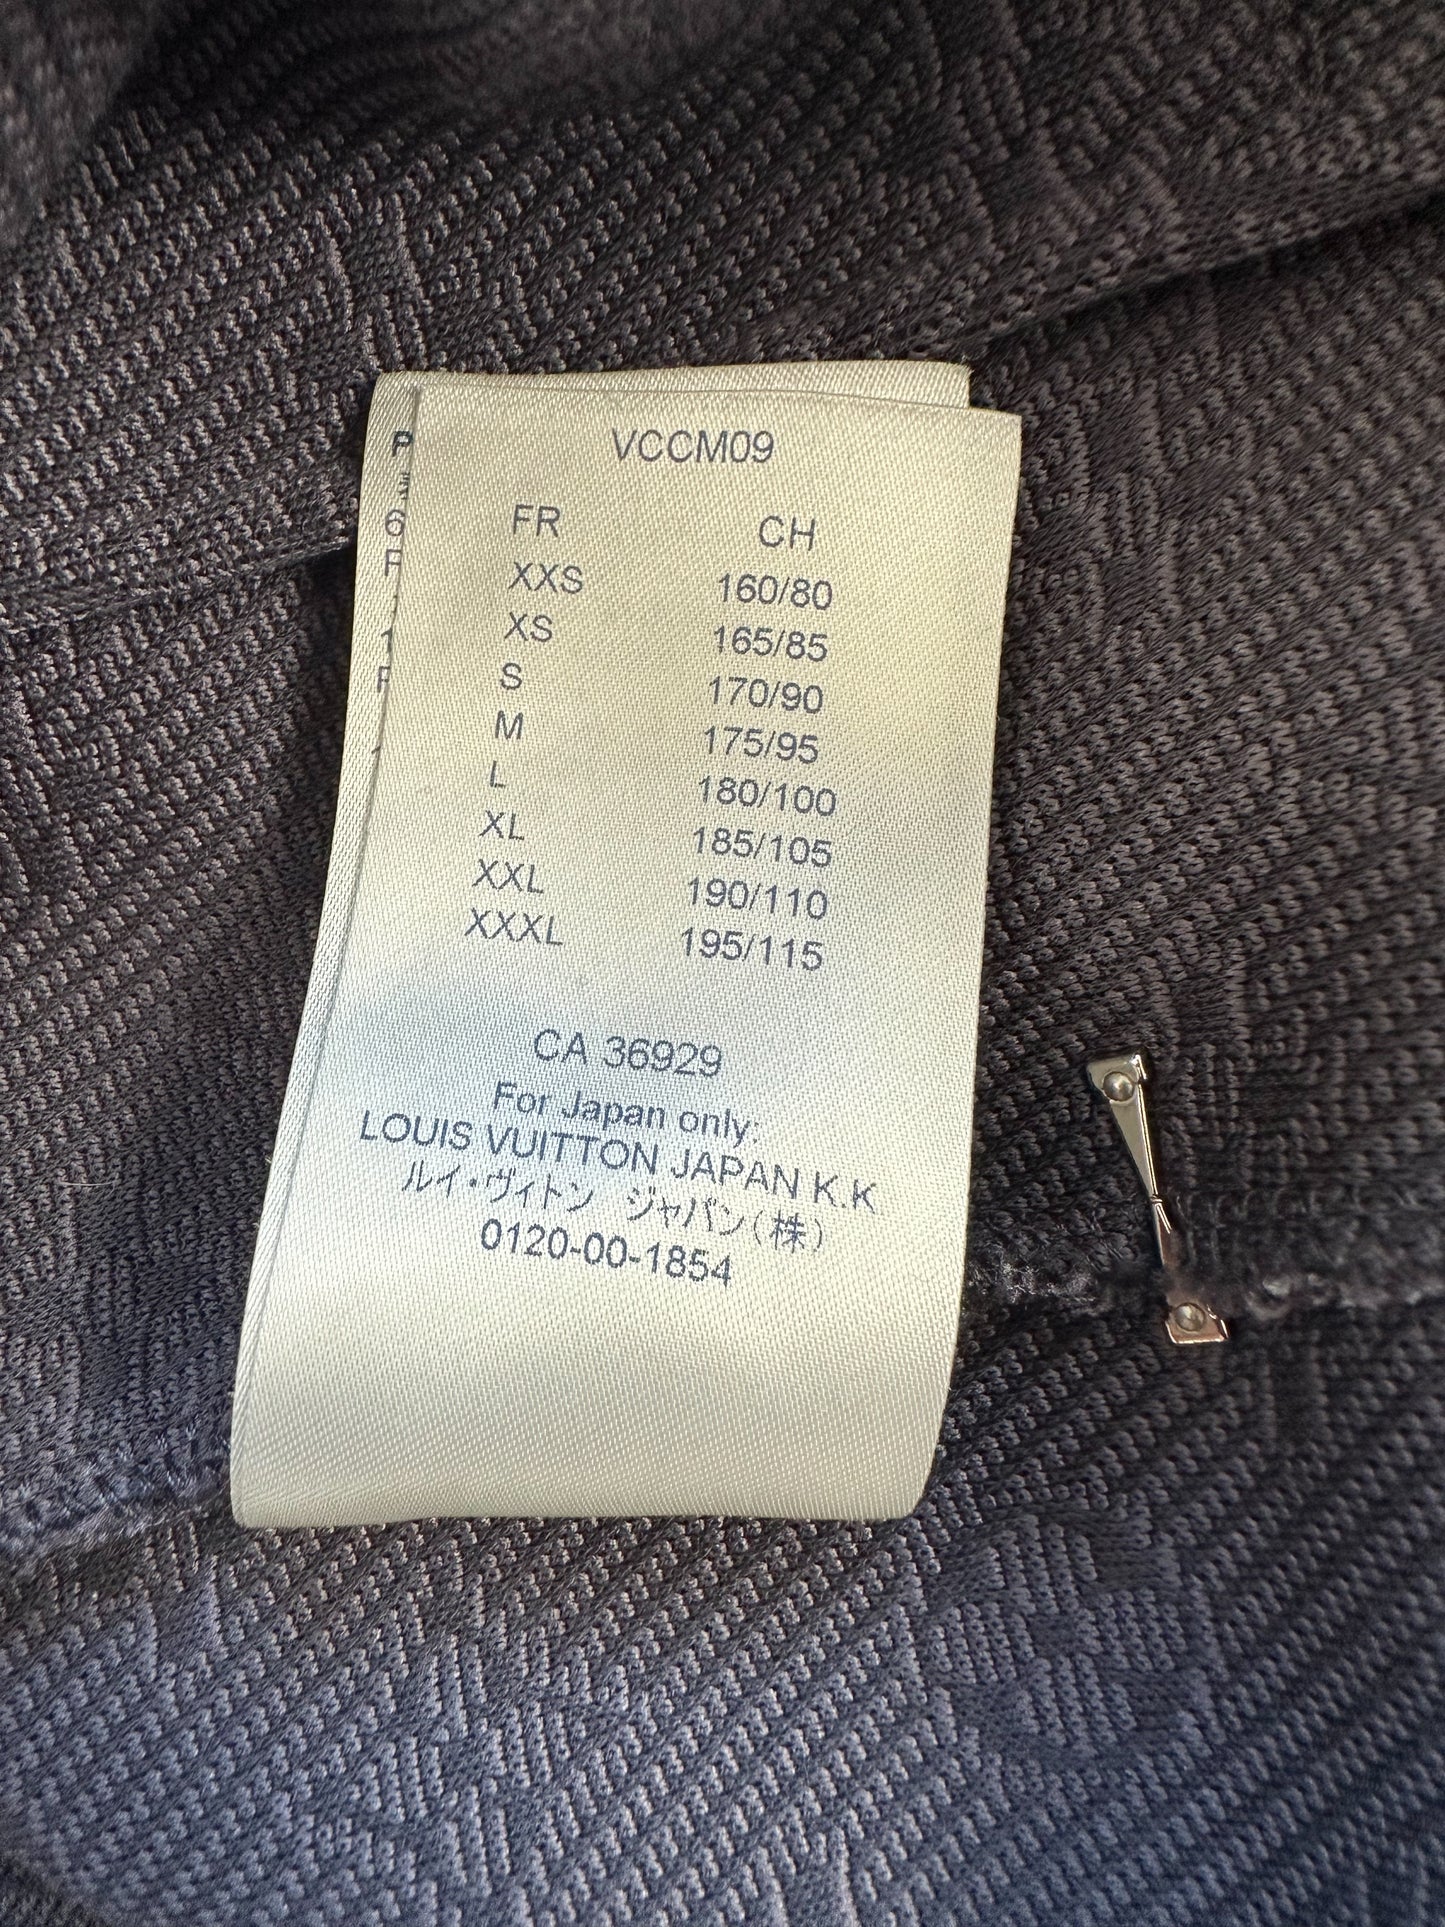 VCCM09
FR CH
XXS 160/80
XS 165/85
S 170/90
M 175/95
L 180/100
XL 185/105
XXL 190/110
XXXL 195/115
CA 36929
For Japan only:
LOUIS VUITTON JAPAN K.K
ルイ・ヴィトン ジャパン(株)
0120-00-1854
P
6